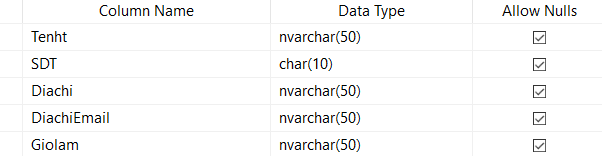 Column Name Data Type Allow Nulls
Tenht nvarchar(50)
SDT char(10)
Diachi nvarchar(50)
DiachiEmail nvarchar(50)
Giolam nvarchar(50)